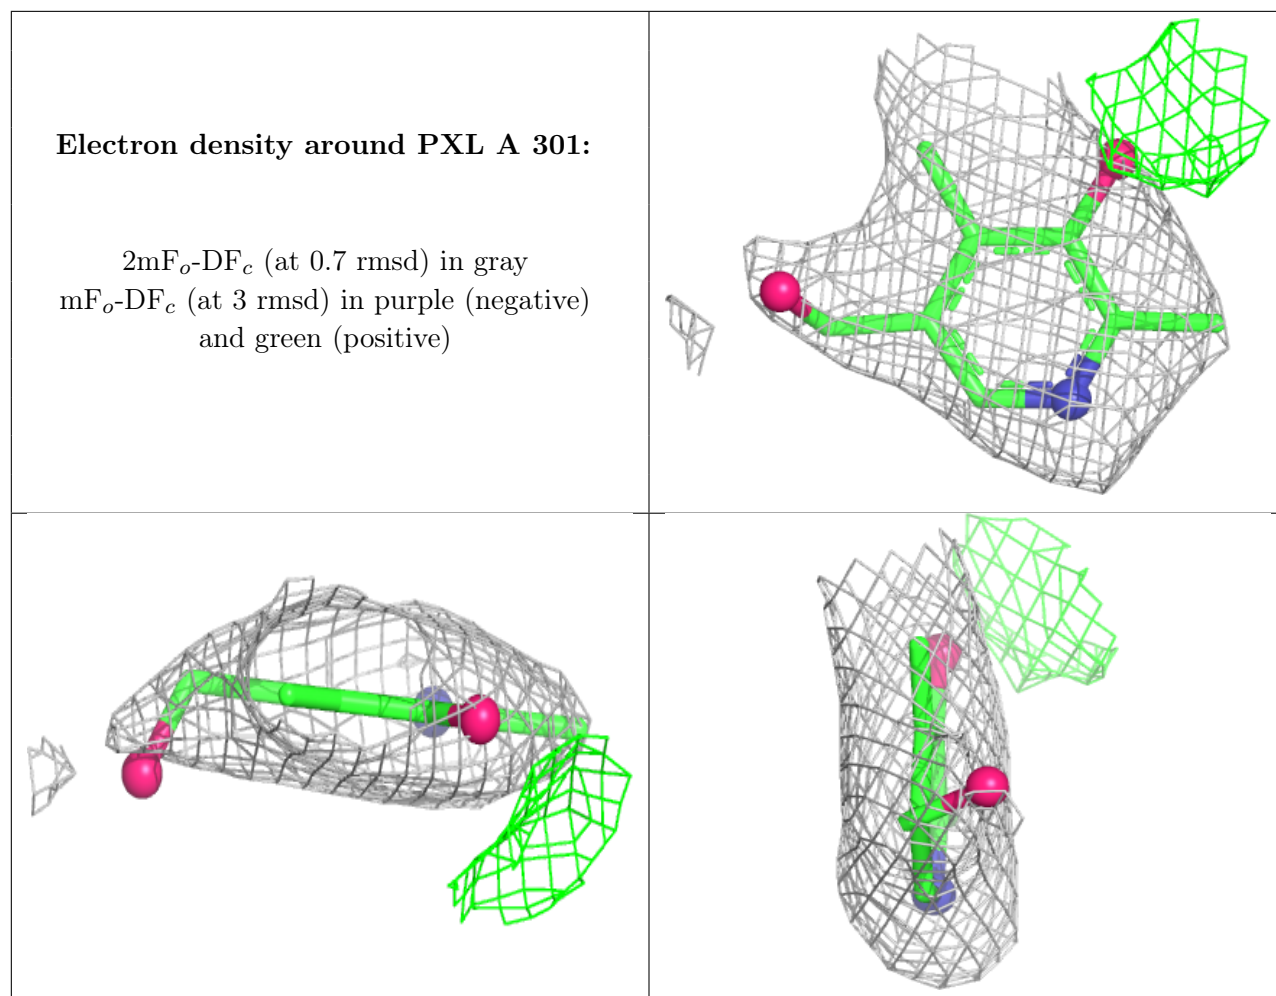 Electron density around PXL A 301:
2mFo-DFc (at 0.7 rmsd) in gray
mFo-DFc (at 3 rmsd) in purple (negative)
and green (positive)